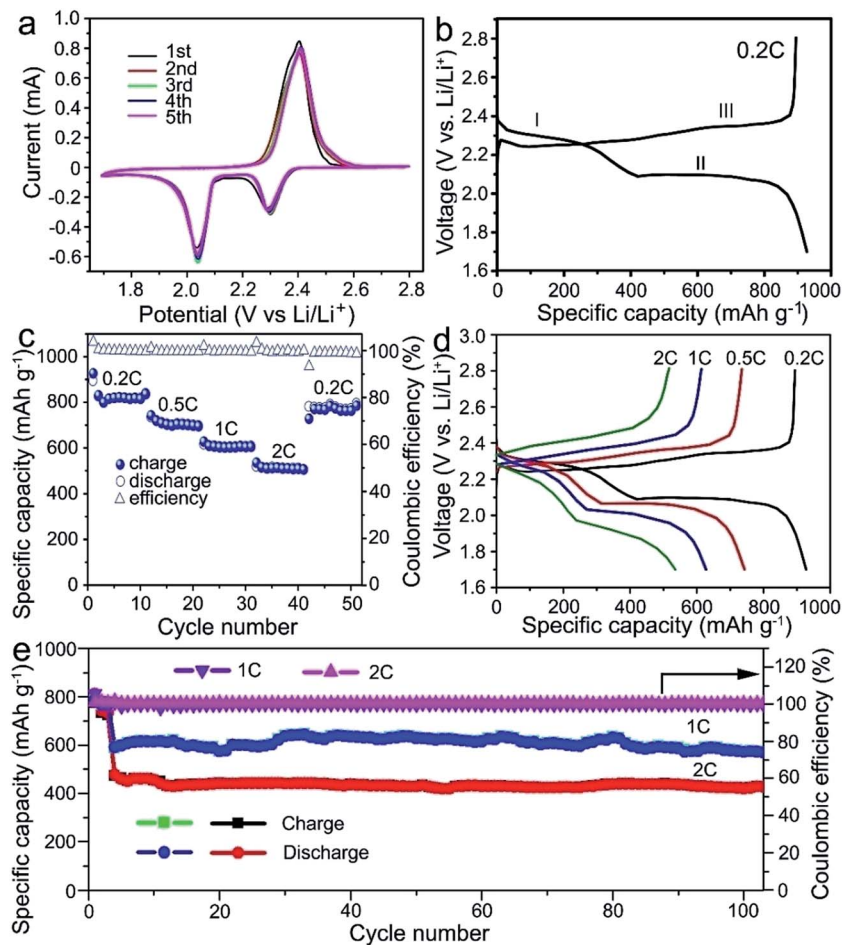 a
1.0
0.8
0.6
0.4
0.2
0
-0.2
-0.4
-0.6
Current (mA)
1st
2nd
3rd
4th
5th
1.8 2.0 2.2 2.4 2.6 2.8
Potential (V vs Li/Li⁺)
b
2.8
2.6
2.4
2.2
2.0
1.8
1.6
Voltage (V vs. Li/Li⁺)
0.2C
I
III
II
0 200 400 600 800 1000
Specific capacity (mAh g⁻¹)
c
1000
800
600
400
200
0
Specific capacity (mAh g⁻¹)
0.2C
0.5C
1C
2C
0.2C
charge
discharge
efficiency
100
80
60
40
20
0
Coulombic efficiency (%)
0 10 20 30 40 50
Cycle number
d
3.0
2.8
2.6
2.4
2.2
2.0
1.8
1.6
Voltage (V vs. Li/Li⁺)
2C 1C 0.5C 0.2C
0 200 400 600 800 1000
Specific capacity (mAh g⁻¹)
e
1000
800
600
400
200
0
Specific capacity (mAh g⁻¹)
1C 2C
1C
2C
Charge
Discharge
120
100
80
60
40
20
0
Coulombic efficiency (%)
0 20 40 60 80 100
Cycle number